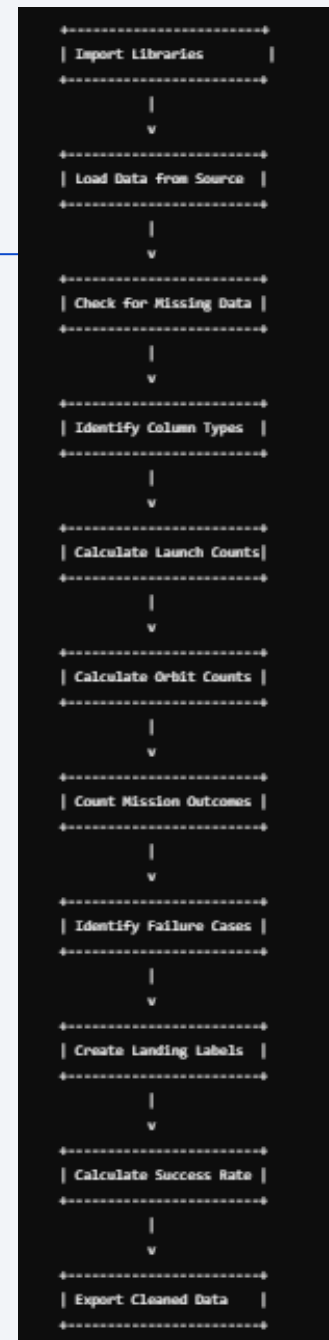 Import Libraries
Load Data from Source
Check for Missing Data
Identify Column Types
Calculate Launch Counts
Calculate Orbit Counts
Count Mission Outcomes
Identify Failure Cases
Create Landing Labels
Calculate Success Rate
Export Cleaned Data